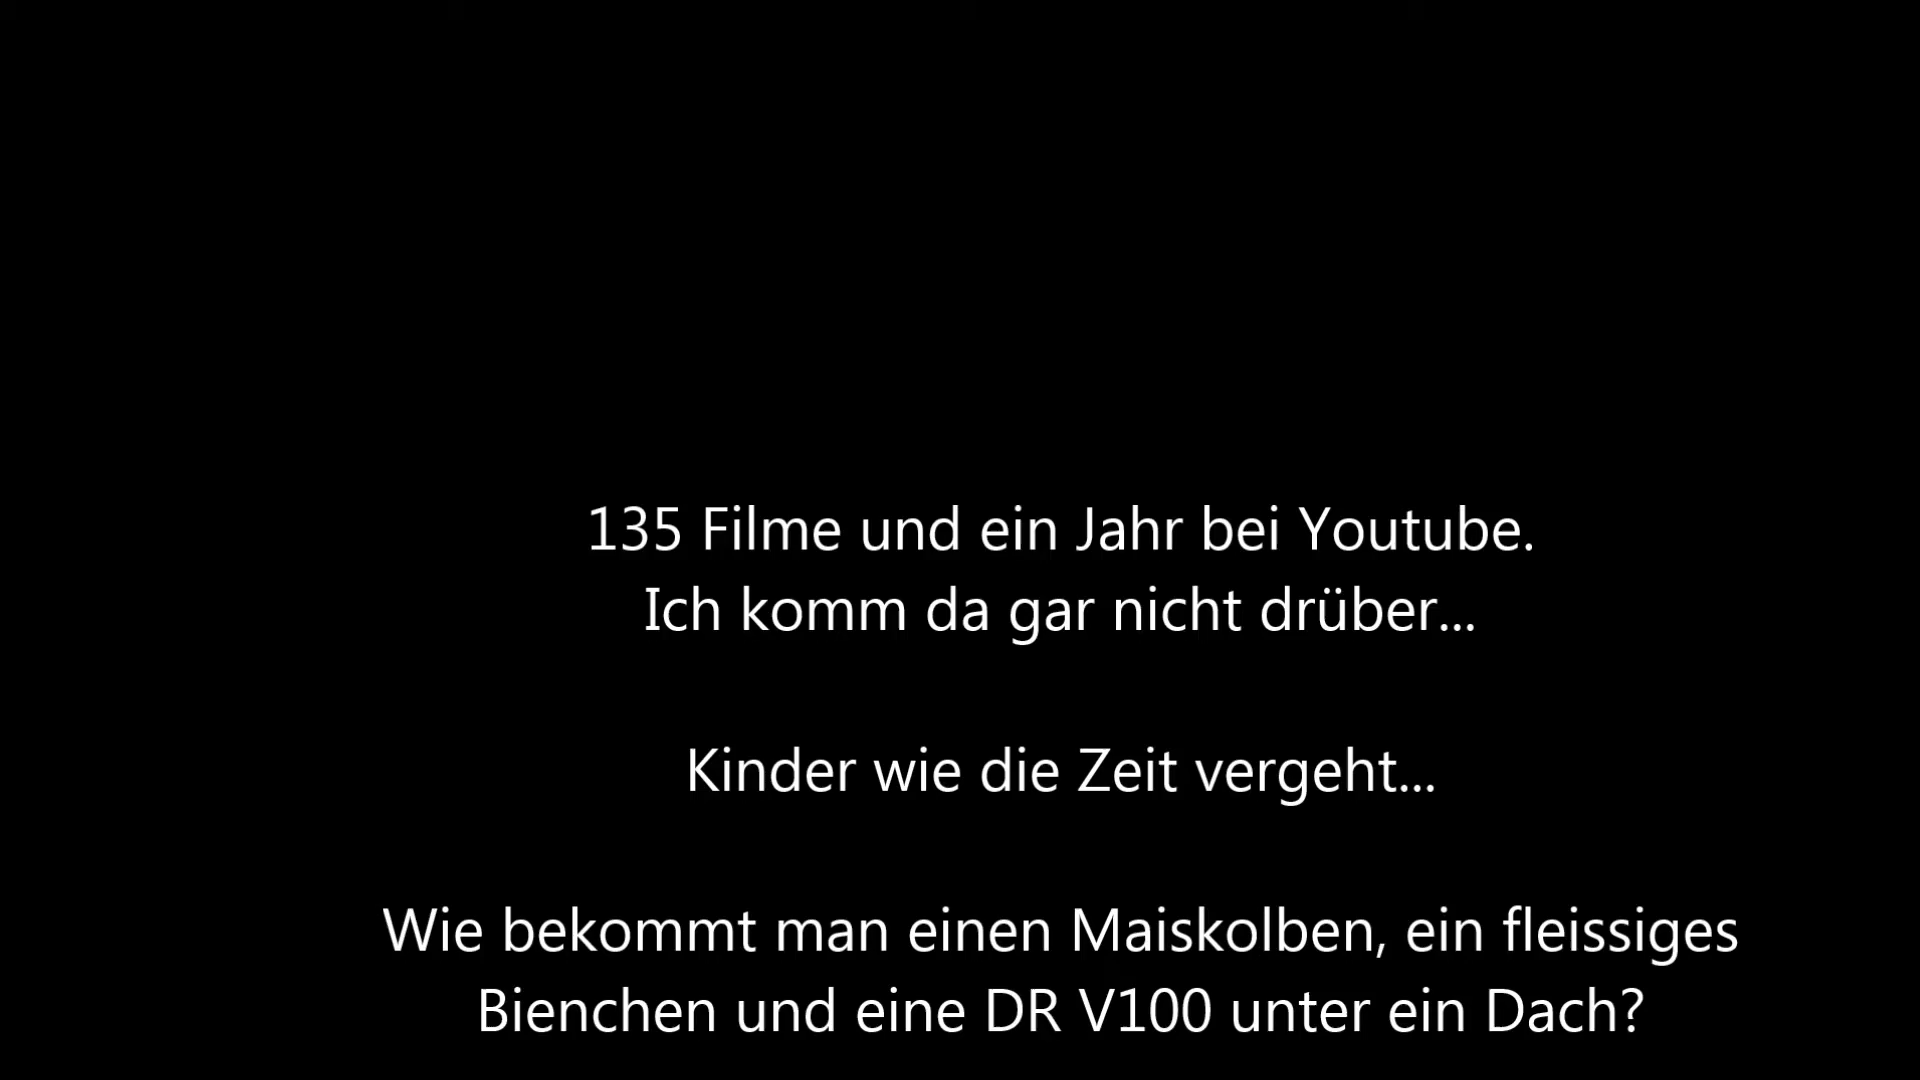 135 Filme und ein Jahr bei Youtube.
Ich komm da gar nicht drüber...
Kinder wie die Zeit vergeht...
Wie bekommt man einen Maiskolben, ein fleissiges
Bienchen und eine DR V100 unter ein Dach?